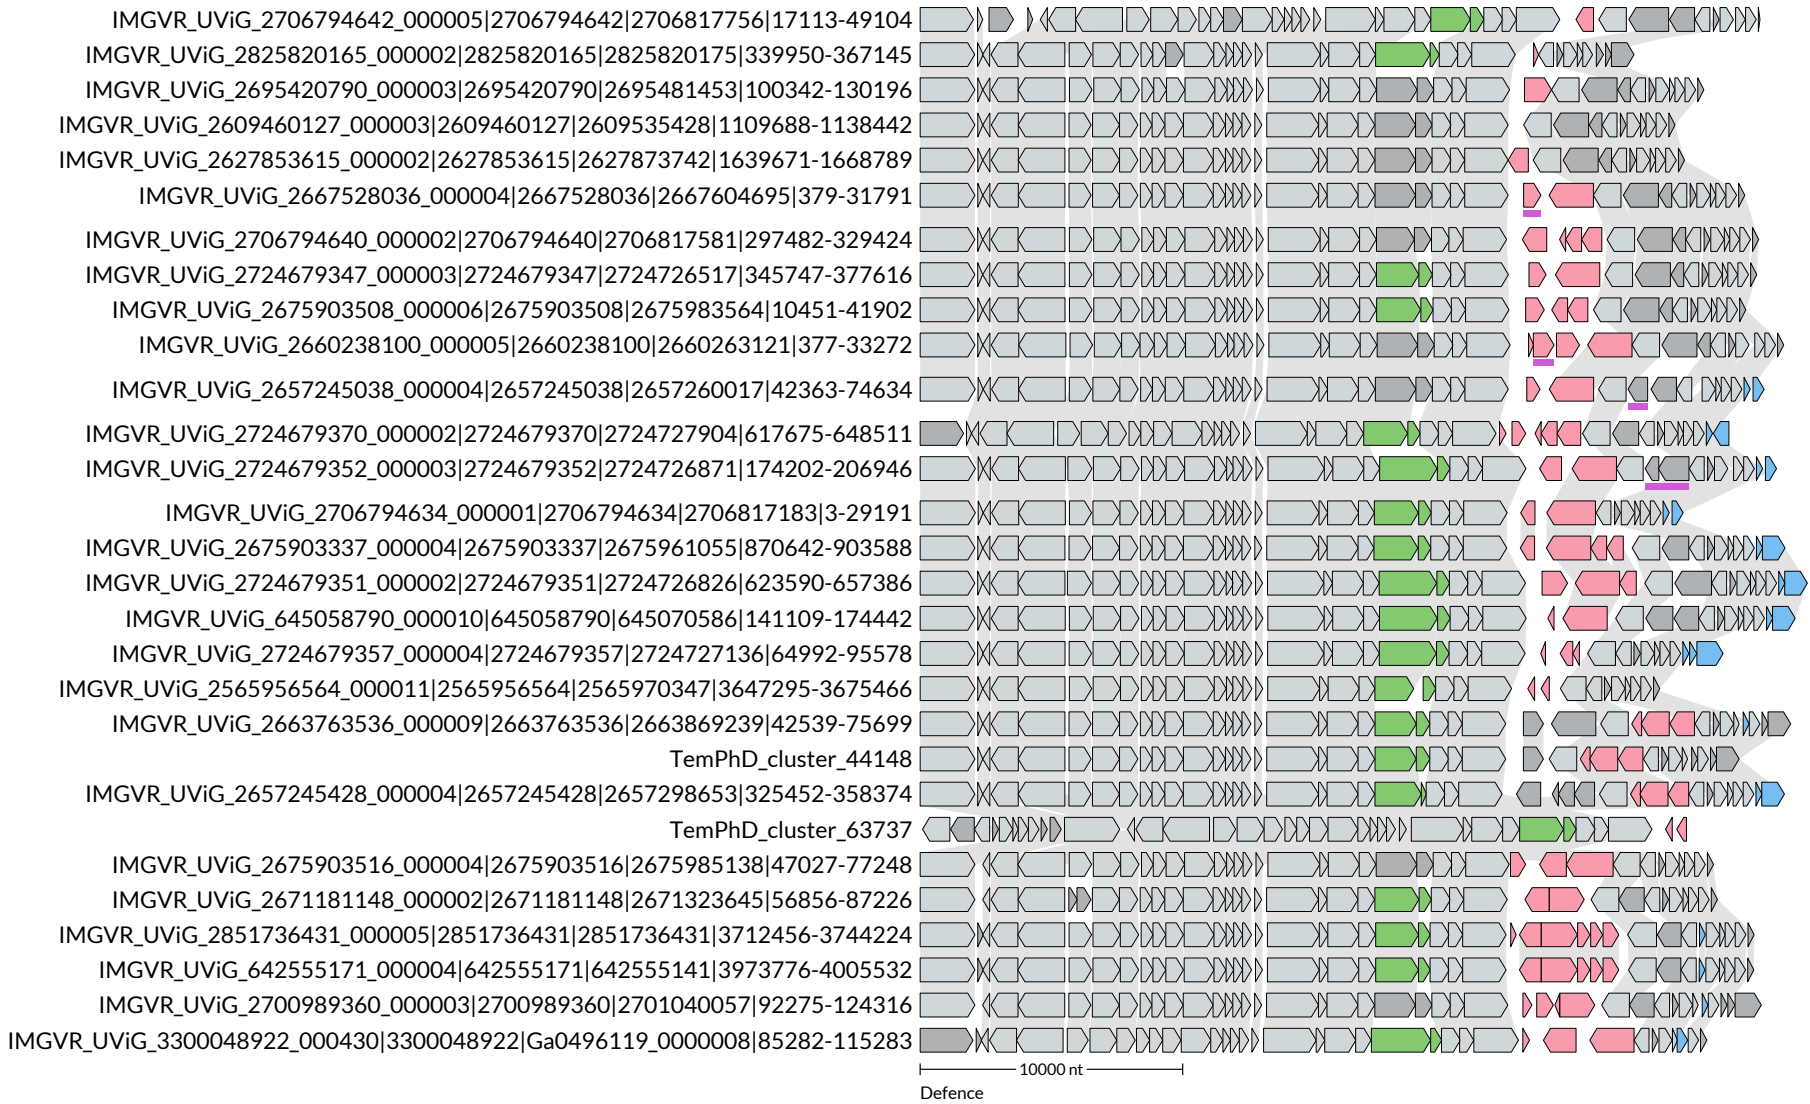 IMGVR_UViG_2706794642_000005|2706794642|2706817756|17113-49104
IMGVR_UViG_2825820165_000002|2825820165|2825820175|339950-367145
IMGVR_UViG_2695420790_000003|2695420790|2695481453|100342-130196
IMGVR_UViG_2609460127_000003|2609460127|2609535428|1109688-1138442
IMGVR_UViG_2627853615_000002|2627853615|2627873742|1639671-1668789
IMGVR_UViG_2667528036_000004|2667528036|2667604695|379-31791
IMGVR_UViG_2706794640_000002|2706794640|2706817581|297482-329424
IMGVR_UViG_2724679347_000003|2724679347|2724726517|345747-377616
IMGVR_UViG_2675903508_000006|2675903508|2675983564|10451-41902
IMGVR_UViG_2660238100_000005|2660238100|2660263121|377-33272
IMGVR_UViG_2657245038_000004|2657245038|2657260017|42363-74634
IMGVR_UViG_2724679370_000002|2724679370|2724727904|617675-648511
IMGVR_UViG_2724679352_000003|2724679352|2724726871|174202-206946
IMGVR_UViG_2706794634_000001|2706794634|2706817183|3-29191
IMGVR_UViG_2675903337_000004|2675903337|2675961055|870642-903588
IMGVR_UViG_2724679351_000002|2724679351|2724726826|623590-657386
IMGVR_UViG_645058790_000010|645058790|645070586|141109-174442
IMGVR_UViG_2724679357_000004|2724679357|2724727136|64992-95578
IMGVR_UViG_2565956564_000011|2565956564|2565970347|3647295-3675466
IMGVR_UViG_2663763536_000009|2663763536|2663869239|42539-75699
TemPhD_cluster_44148
IMGVR_UViG_2657245428_000004|2657245428|2657298653|325452-358374
TemPhD_cluster_63737
IMGVR_UViG_2675903516_000004|2675903516|2675985138|47027-77248
IMGVR_UViG_2671181148_000002|2671181148|2671323645|56856-87226
IMGVR_UViG_2851736431_000005|2851736431|2851736431|3712456-3744224
IMGVR_UViG_642555171_000004|642555171|642555141|3973776-4005532
IMGVR_UViG_2700989360_000003|2700989360|2701040057|92275-124316
IMGVR_UViG_3300048922_000430|3300048922|Ga0496119_0000008|85282-115283
10000 nt
Defence